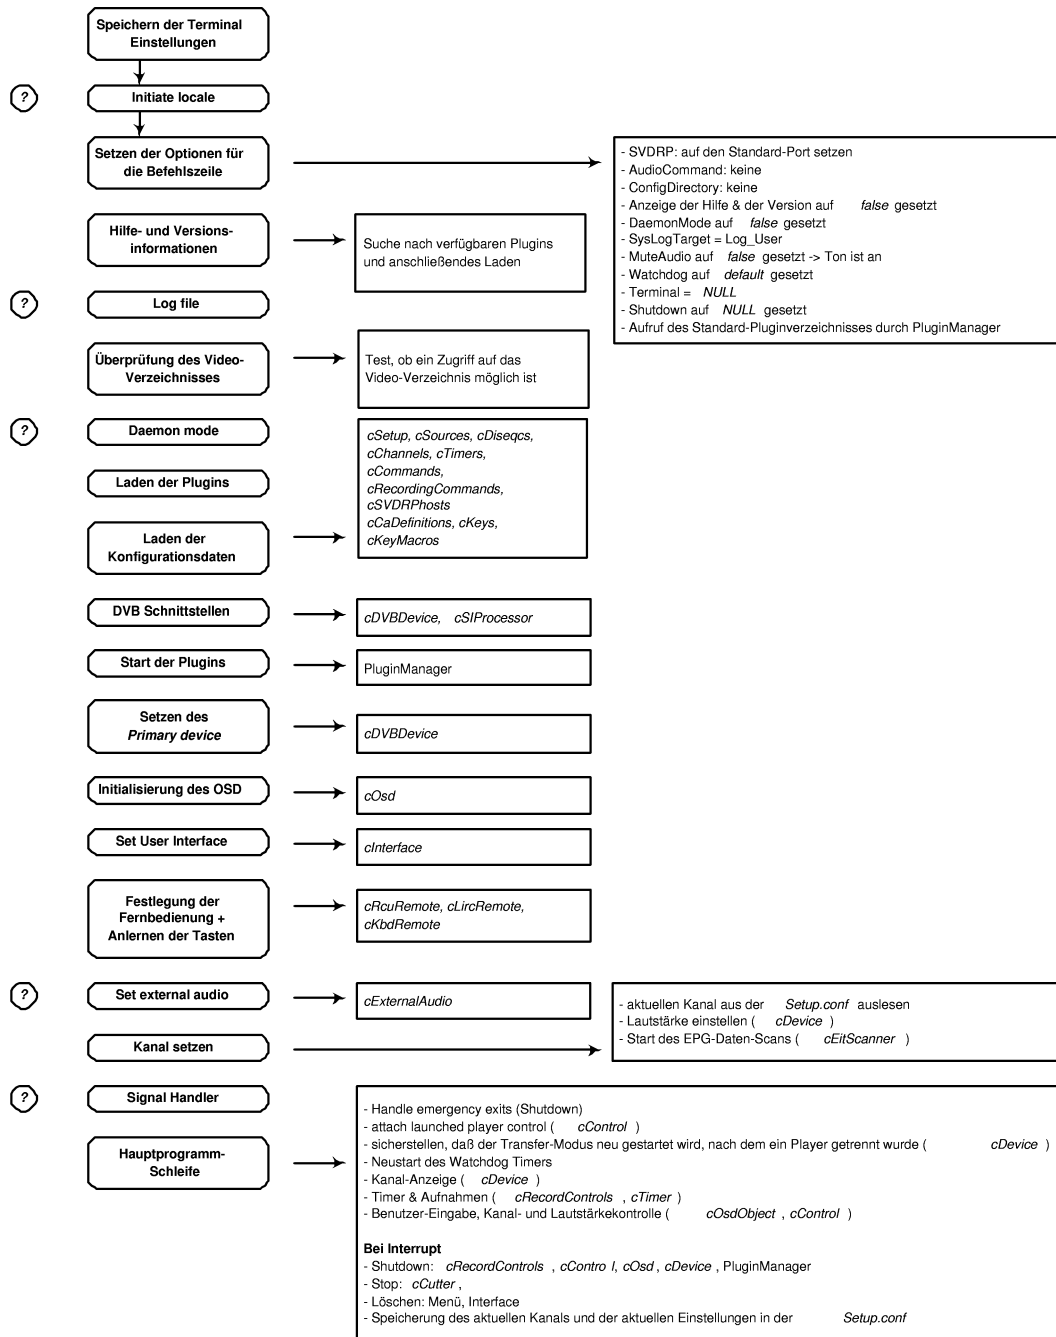 Speichern der Terminal
Einstellungen
?
Initiate locale
Setzen der Optionen für
die Befehlszeile
- SVDRP: auf den Standard-Port setzen
- AudioCommand: keine
- ConfigDirectory: keine
- Anzeige der Hilfe & der Version auf false gesetzt
- DaemonMode auf false gesetzt
- SysLogTarget = Log_User
- MuteAudio auf false gesetzt -> Ton ist an
- Watchdog auf default gesetzt
- Terminal = NULL
- Shutdown auf NULL gesetzt
- Aufruf des Standard-Pluginverzeichnisses durch PluginManager
Hilfe- und Versions-
informationen
Suche nach verfügbaren Plugins
und anschließendes Laden
?
Log file
Überprüfung des Video-
Verzeichnisses
Test, ob ein Zugriff auf das
Video-Verzeichnis möglich ist
?
Daemon mode
Laden der Plugins
Laden der
Konfigurationsdaten
cSetup, cSources, cDiseqcs,
cChannels, cTimers,
cCommands,
cRecordingCommands,
cSVDRPhosts
cCaDefinitions, cKeys,
cKeyMacros
DVB Schnittstellen
cDVBDevice, cSIProcessor
Start der Plugins
PluginManager
Setzen des
Primary device
cDVBDevice
Initialisierung des OSD
cOsd
Set User Interface
cInterface
Festlegung der
Fernbedienung +
Anlernen der Tasten
cRcuRemote, cLircRemote,
cKbdRemote
?
Set external audio
cExternalAudio
Kanal setzen
- aktuellen Kanal aus der Setup.conf auslesen
- Lautstärke einstellen ( cDevice )
- Start des EPG-Daten-Scans ( cEitScanner )
?
Signal Handler
Hauptprogramm-
Schleife
- Handle emergency exits (Shutdown)
- attach launched player control ( cControl )
- sicherstellen, daß der Transfer-Modus neu gestartet wird, nach dem ein Player getrennt wurde ( cDevice )
- Neustart des Watchdog Timers
- Kanal-Anzeige ( cDevice )
- Timer & Aufnahmen ( cRecordControls , cTimer )
- Benutzer-Eingabe, Kanal- und Lautstärkekontrolle ( cOsdObject , cControl )
Bei Interrupt
- Shutdown: cRecordControls , cContro l, cOsd , cDevice , PluginManager
- Stop: cCutter ,
- Löschen: Menü, Interface
- Speicherung des aktuellen Kanals und der aktuellen Einstellungen in der Setup.conf